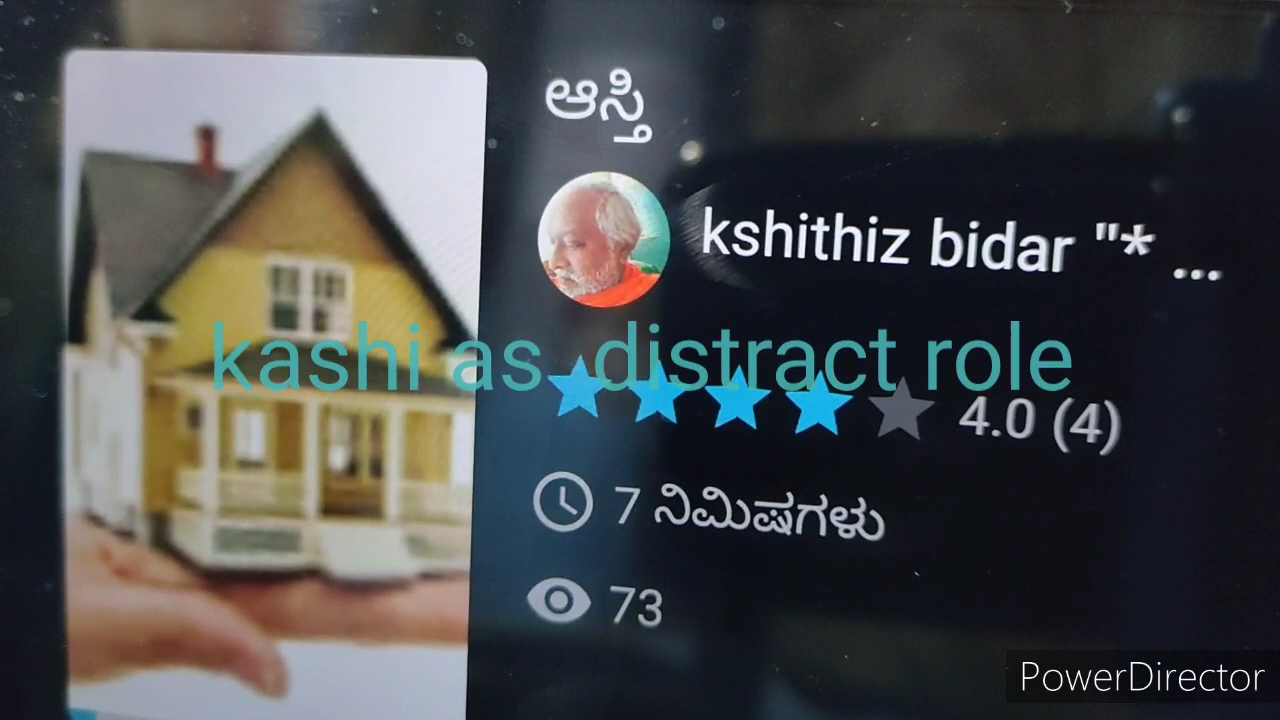 ಆಸ್ತಿ
kshithiz bidar "* ...
kashi as distract role
4.0 (4)
7 ನಿಮಿಷಗಳು
73
PowerDirector